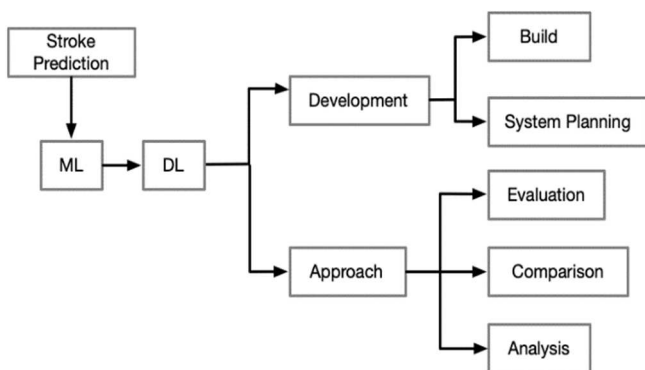 Stroke
Prediction
ML
DL
Development
Build
System Planning
Approach
Evaluation
Comparison
Analysis